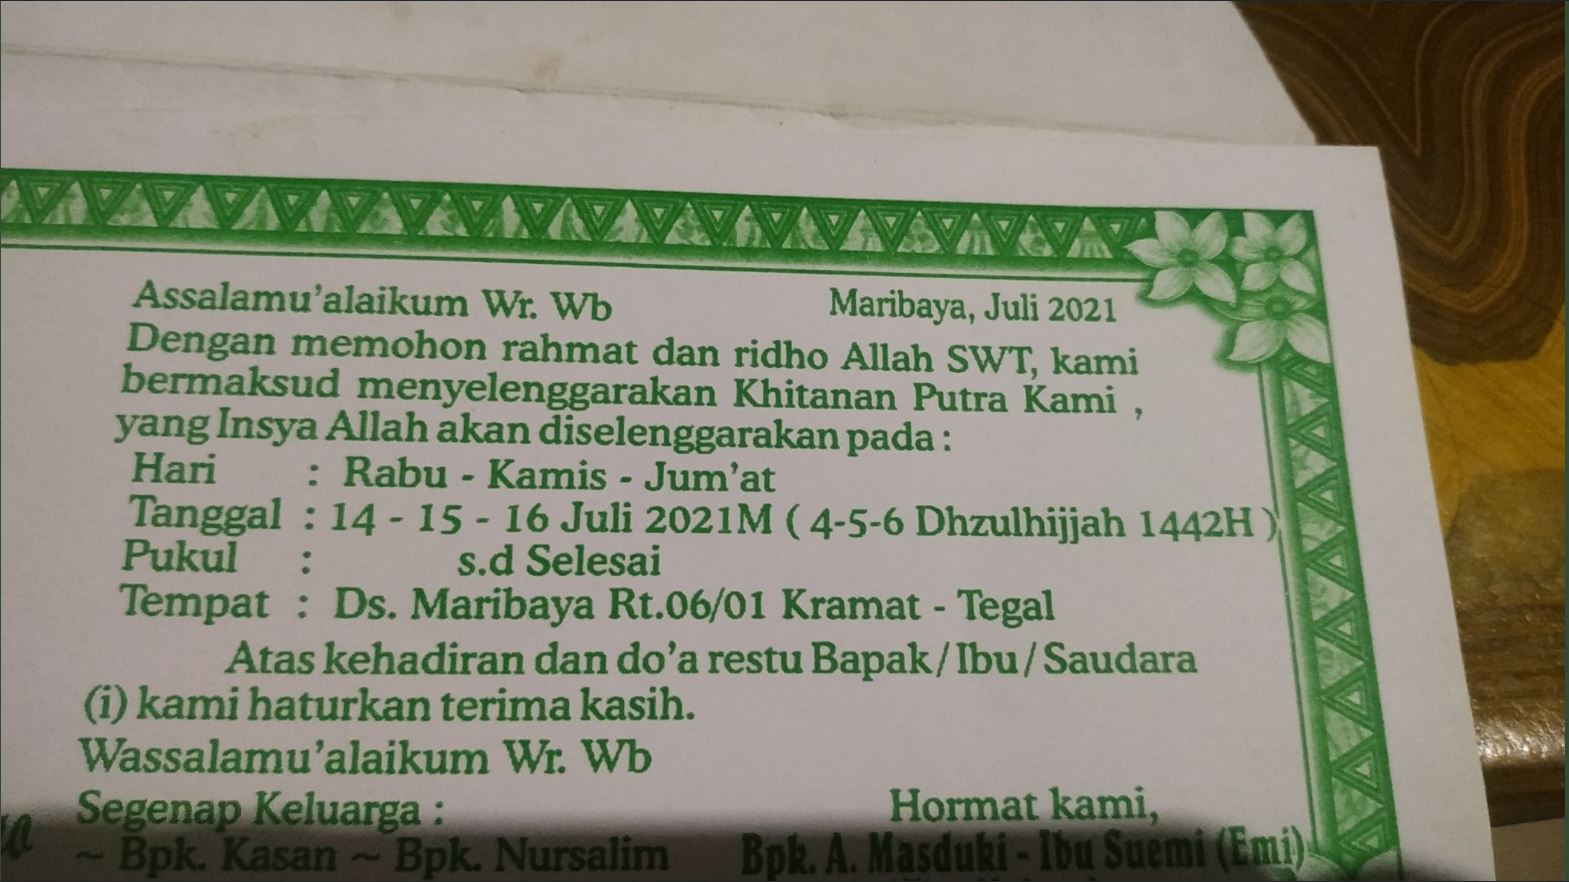 Assalamu'alaikum Wr. Wb Maribaya, Juli 2021
Dengan memohon rahmat dan ridho Allah SWT, kami
bermaksud menyelenggarakan Khitanan Putra Kami ,
yang Insya Allah akan diselenggarakan pada :
Hari : Rabu - Kamis - Jum'at
Tanggal : 14 - 15 - 16 Juli 2021M ( 4-5-6 Dhzulhijjah 1442H )
Pukul : s.d Selesai
Tempat : Ds. Maribaya Rt.06/01 Kramat - Tegal
Atas kehadiran dan do'a restu Bapak/Ibu/Saudara
(i) kami haturkan terima kasih.
Wassalamu'alaikum Wr. Wb
Segenap Keluarga : Hormat kami,
~ Bpk. Kasan ~ Bpk. Nursalim Bpk. A. Masduki - Ibu Suemi (Emi)